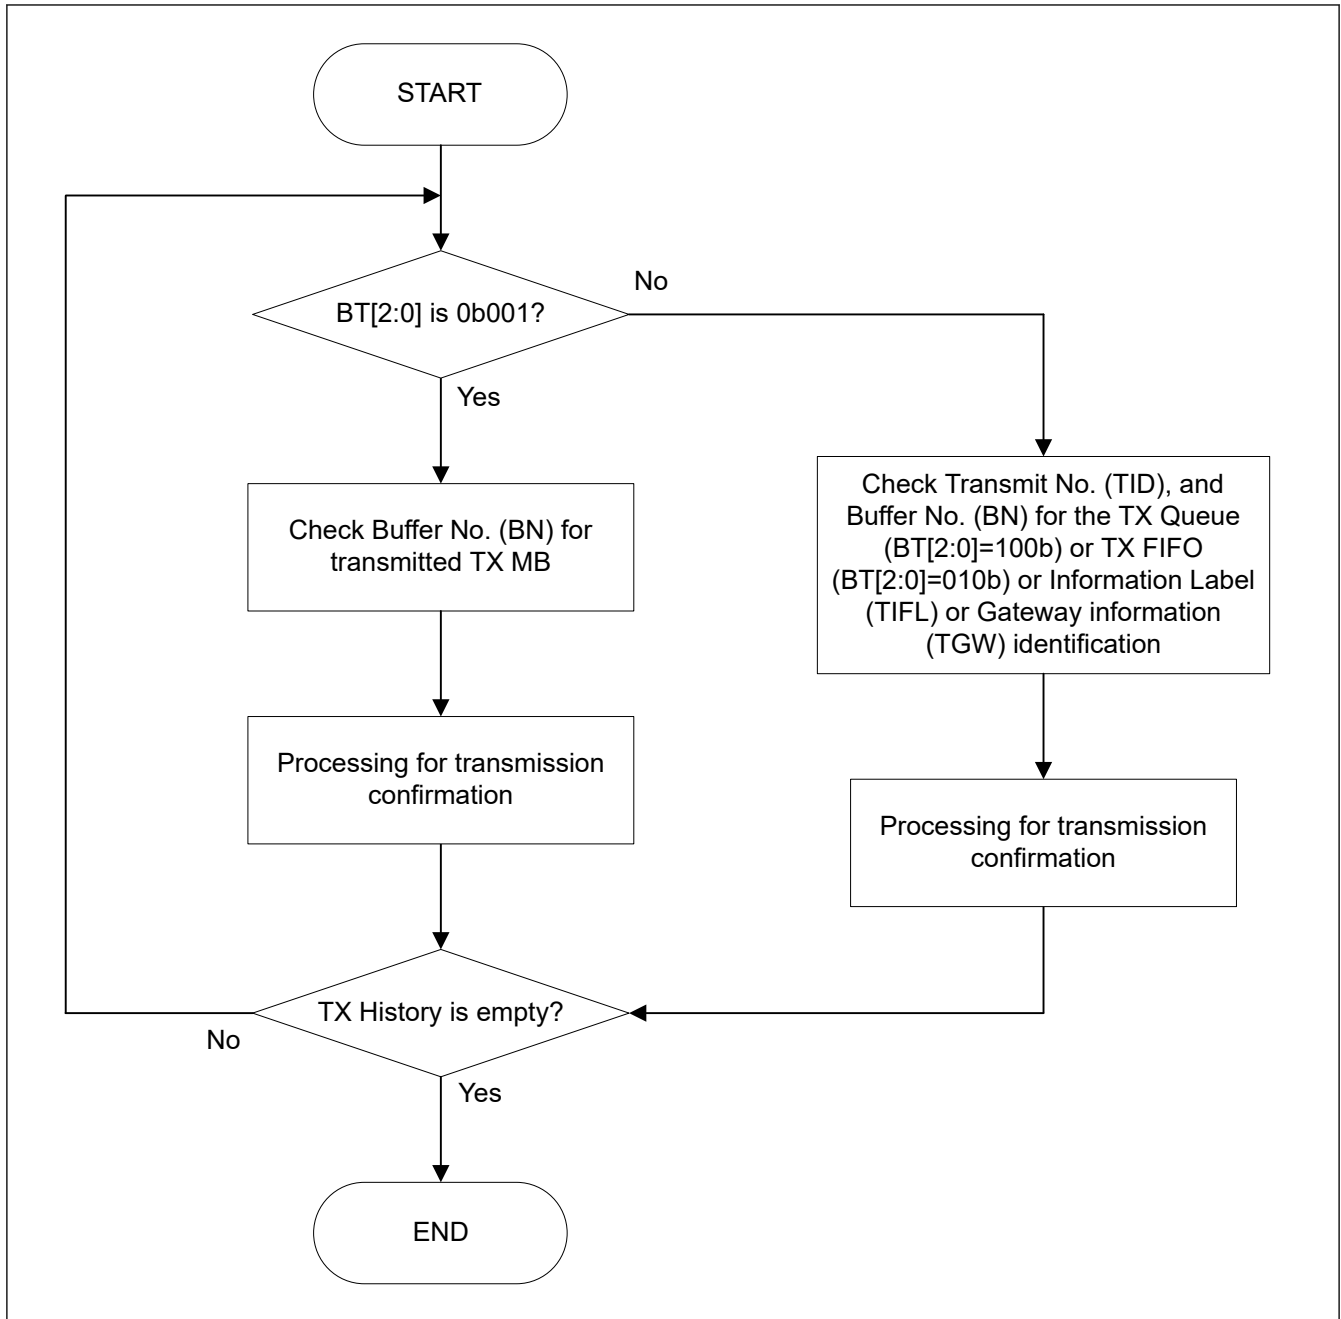 START
BT[2:0] is 0b001?
No
Yes
Check Buffer No. (BN) for
transmitted TX MB
Check Transmit No. (TID), and
Buffer No. (BN) for the TX Queue
(BT[2:0]=100b) or TX FIFO
(BT[2:0]=010b) or Information Label
(TIFL) or Gateway information
(TGW) identification
Processing for transmission
confirmation
Processing for transmission
confirmation
TX History is empty?
No
Yes
END